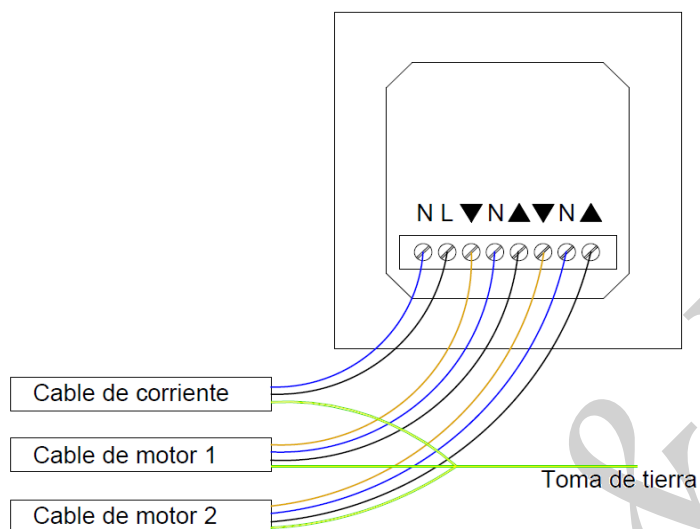 N L ▼ N ▲ ▼ N ▲
Cable de corriente
Cable de motor 1
Toma de tierra
Cable de motor 2
&